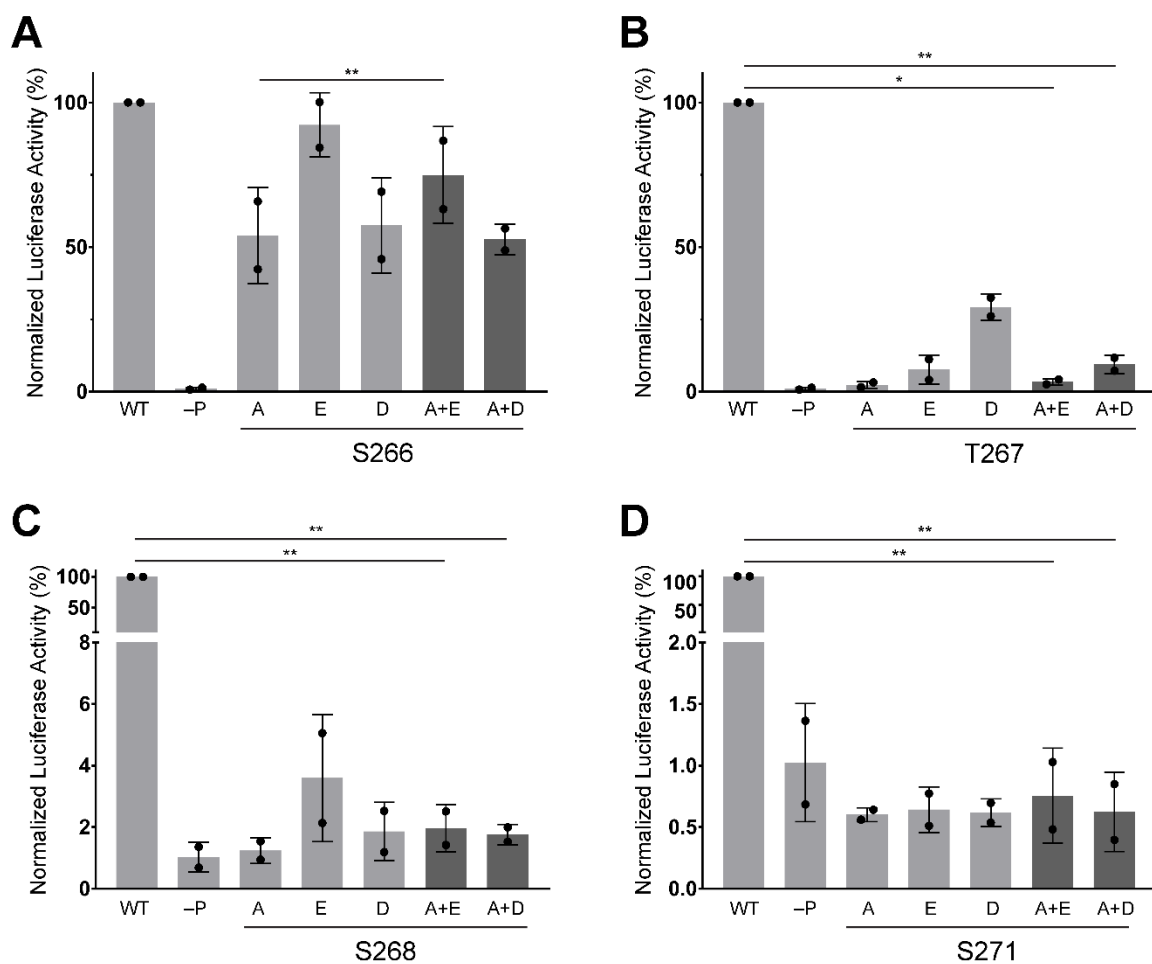 A
Normalized Luciferase Activity (%)
100
50
0
**
WT –P A E D A+E A+D
S266
B
Normalized Luciferase Activity (%)
100
50
0
**
*
WT –P A E D A+E A+D
T267
C
Normalized Luciferase Activity (%)
100
50
8
6
4
2
0
**
**
WT –P A E D A+E A+D
S268
D
Normalized Luciferase Activity (%)
100
50
2.0
1.5
1.0
0.5
0.0
**
**
WT –P A E D A+E A+D
S271